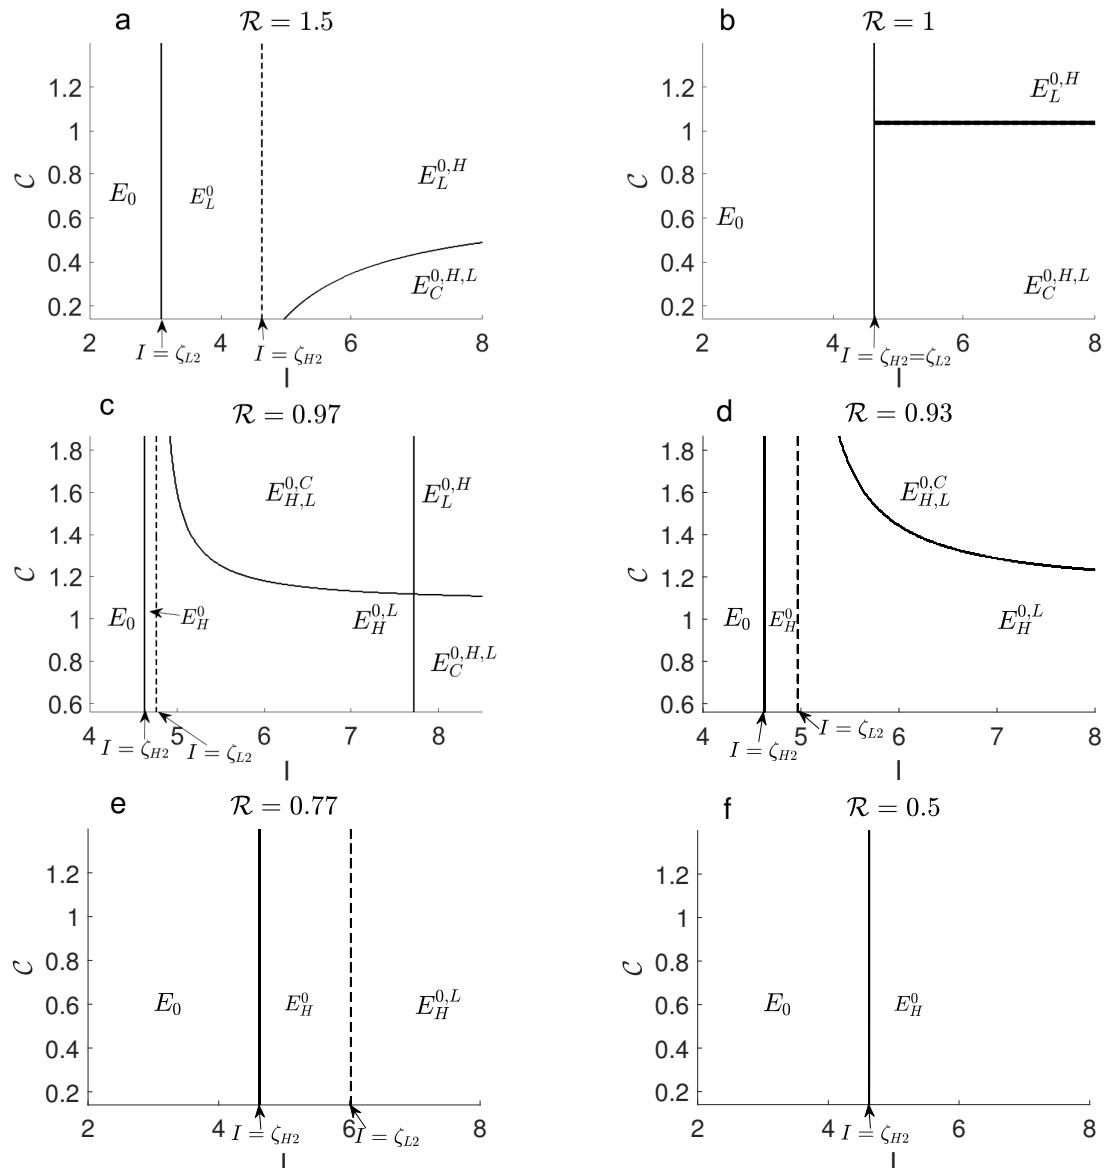 a
𝓡 = 1.5
1.2
1
0.8
0.6
0.4
0.2
𝒞
E_0
E_L^0
E_L^{0,H}
E_C^{0,H,L}
2 4 6 8
I = ζ_{L2}
I = ζ_{H2}
I
b
𝓡 = 1
1.2
1
0.8
0.6
0.4
0.2
𝒞
E_L^{0,H}
E_0
E_C^{0,H,L}
2 4 6 8
I = ζ_{H2}=ζ_{L2}
I
c
𝓡 = 0.97
1.8
1.6
1.4
1.2
1
0.8
0.6
𝒞
E_{H,L}^{0,C}
E_L^{0,H}
E_0
E_H^0
E_H^{0,L}
E_C^{0,H,L}
4 5 6 7 8
I = ζ_{H2}
I = ζ_{L2}
I
d
𝓡 = 0.93
1.8
1.6
1.4
1.2
1
0.8
0.6
𝒞
E_{H,L}^{0,C}
E_0
E_H^0
E_H^{0,L}
4 5 6 7 8
I = ζ_{L2}
I = ζ_{H2}
I
e
𝓡 = 0.77
1.2
1
0.8
0.6
0.4
0.2
𝒞
E_0
E_H^0
E_H^{0,L}
2 4 6 8
I = ζ_{H2}
I = ζ_{L2}
I
f
𝓡 = 0.5
1.2
1
0.8
0.6
0.4
0.2
𝒞
E_0
E_H^0
2 4 6 8
I = ζ_{H2}
I